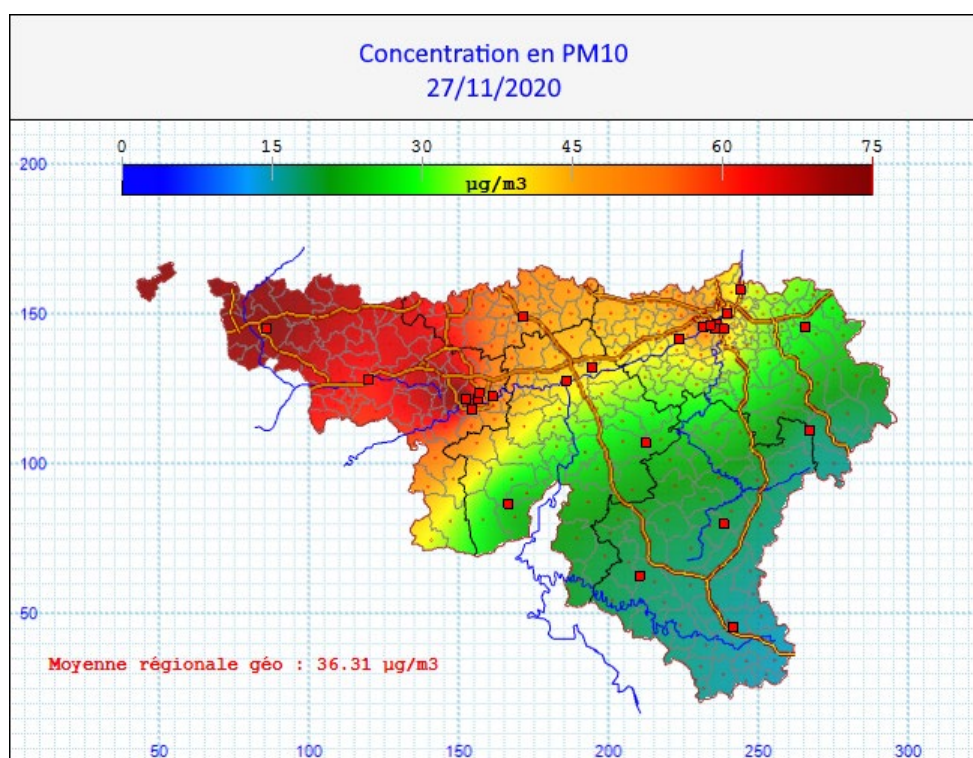 Concentration en PM10
27/11/2020
0 15 30 45 60 75
µg/m3
200
150
100
50
Moyenne régionale géo : 36.31 µg/m3
50 100 150 200 250 300